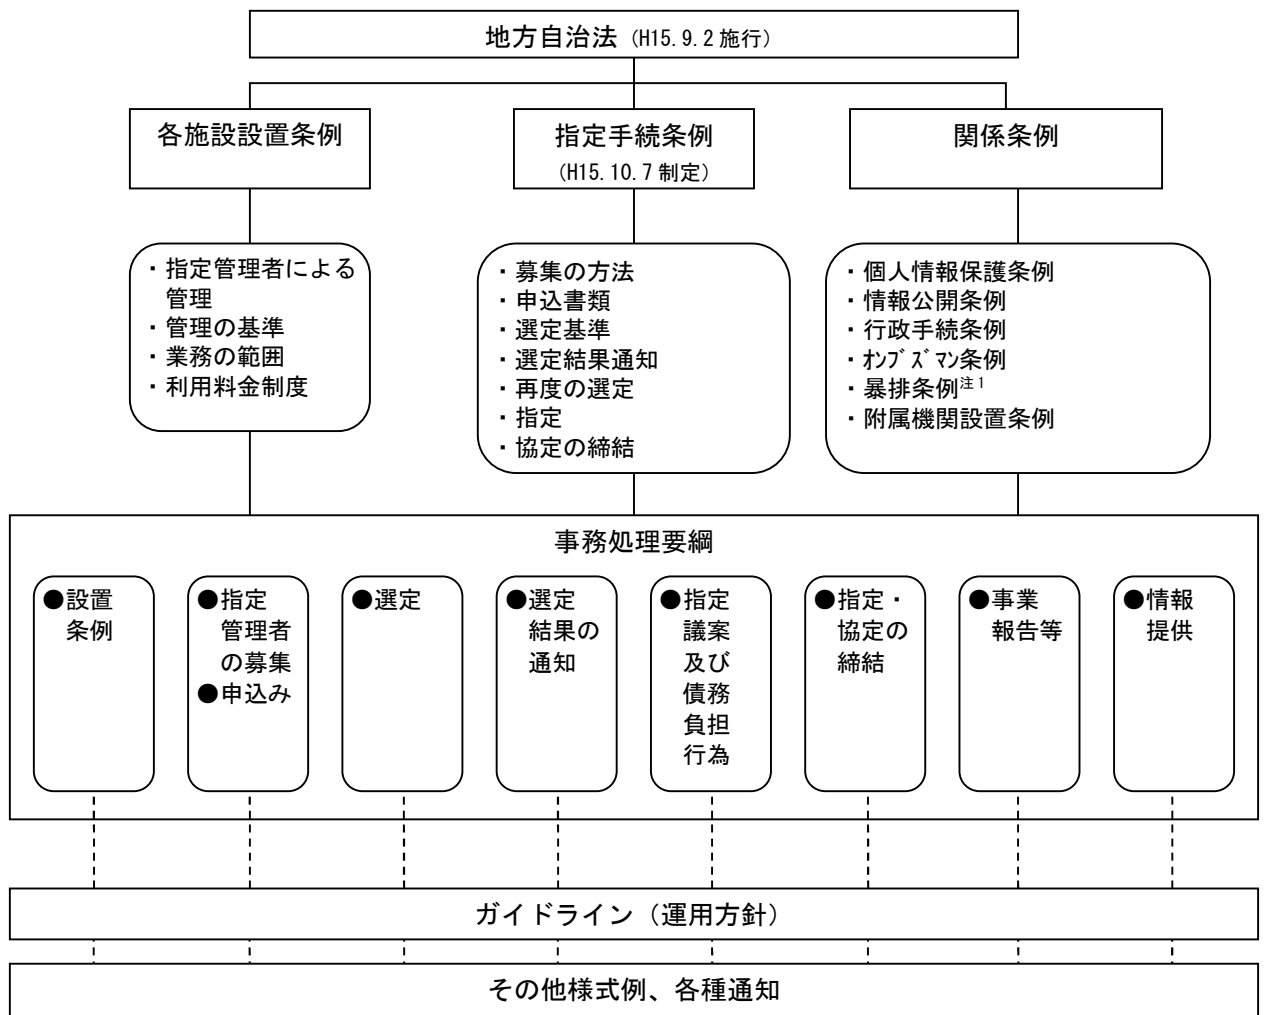 地方自治法 (H15.9.2 施行)
各施設設置条例
指定手続条例
(H15.10.7 制定)
関係条例
・指定管理者による
管理
・管理の基準
・業務の範囲
・利用料金制度
・募集の方法
・申込書類
・選定基準
・選定結果通知
・再度の選定
・指定
・協定の締結
・個人情報保護条例
・情報公開条例
・行政手続条例
・ｵﾝﾌﾞｽﾞﾏﾝ条例
・暴排条例注1
・附属機関設置条例
事務処理要綱
●設置
条例
●指定
管理者
の募集
●申込み
●選定
●選定
結果の
通知
●指定
議案
及び
債務
負担
行為
●指定・
協定の
締結
●事業
報告等
●情報
提供
ガイドライン（運用方針）
その他様式例、各種通知